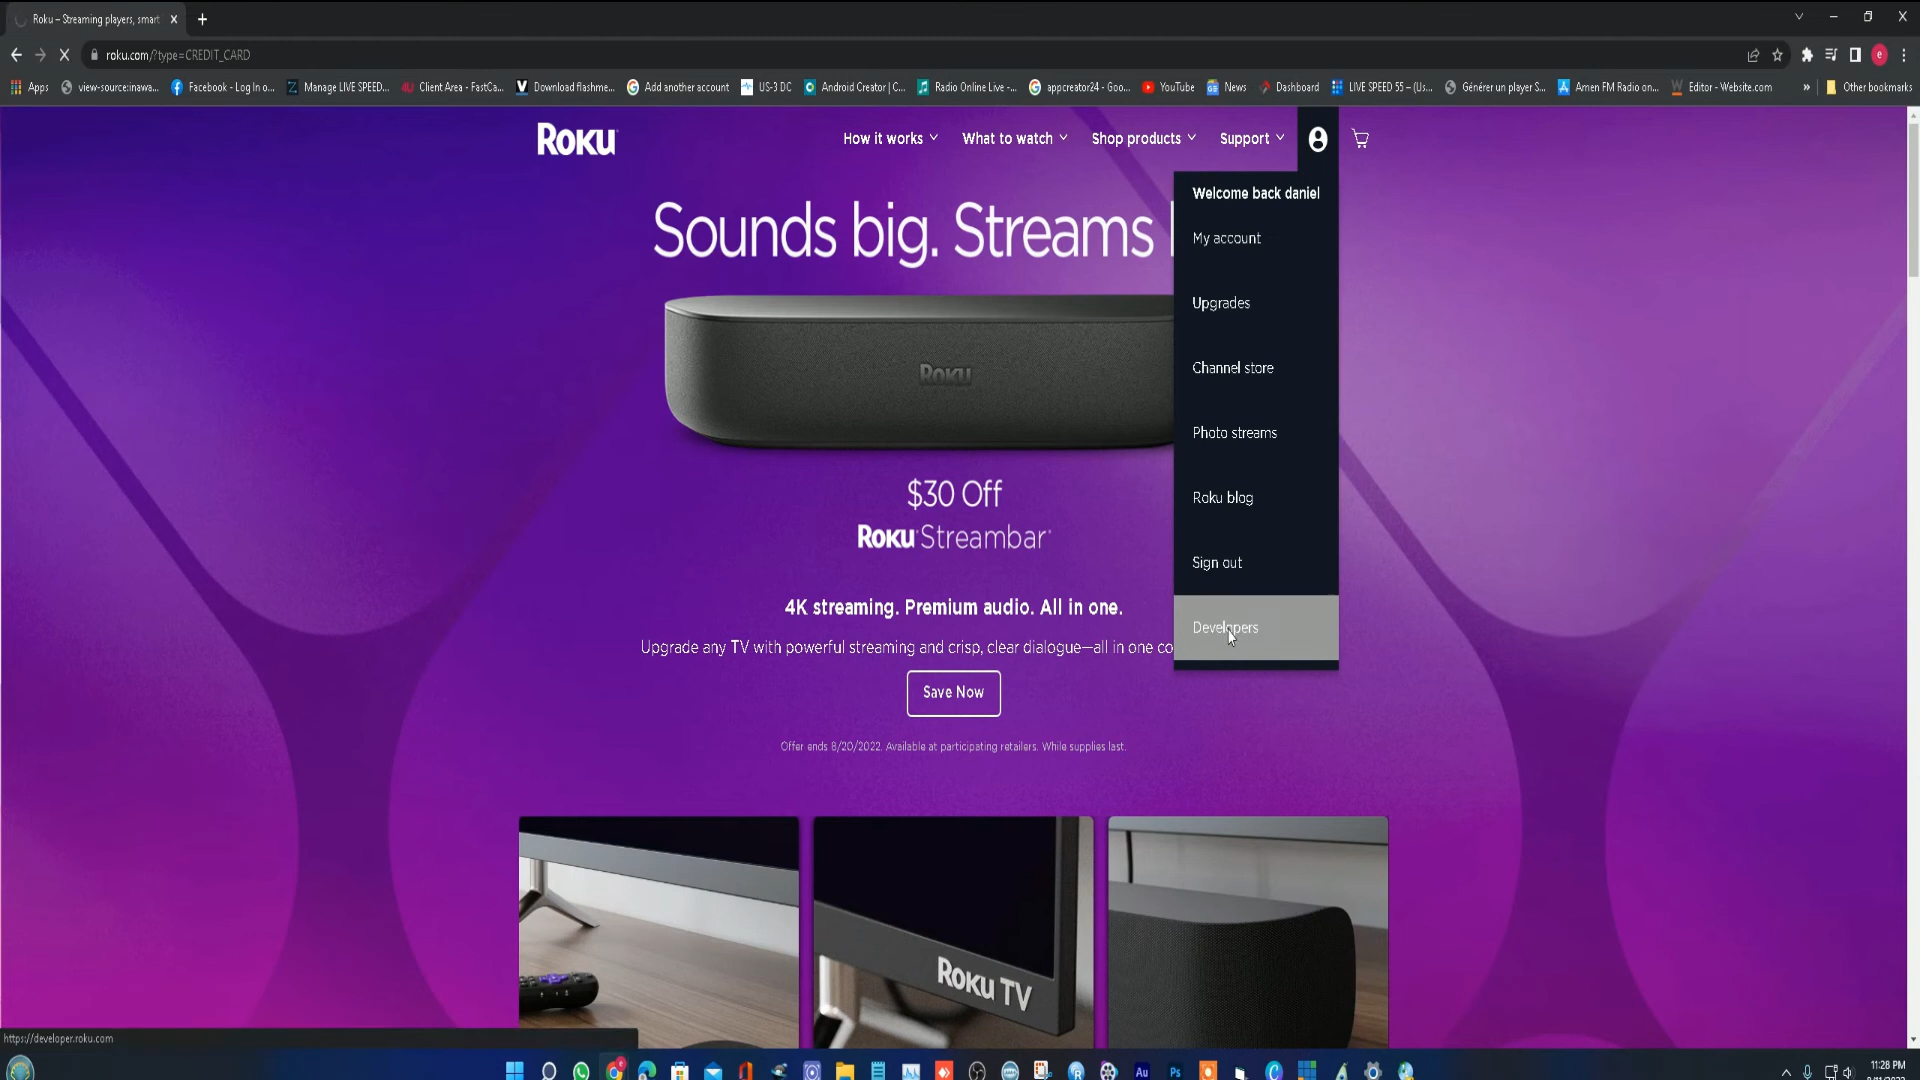 Roku – Streaming players, smart
roku.com/?type=CREDIT_CARD
e
Apps view-source:inawa... Facebook - Log In o... Manage LIVE SPEED... Client Area - FastCa... Download flashme... Add another account US-3 DC Android Creator | C... Radio Online Live -... appcreator24 - Goo... YouTube News Dashboard LIVE SPEED 55 – (Us... Générer un player S... Amen FM Radio on... Editor - Website.com » Other bookmarks
Roku
How it works What to watch Shop products Support
Welcome back daniel
My account
Upgrades
Channel store
Photo streams
Roku blog
Sign out
Developers
Sounds big. Streams
Roku
$30 Off
Roku Streambar
4K streaming. Premium audio. All in one.
Upgrade any TV with powerful streaming and crisp, clear dialogue—all in one co
Save Now
Offer ends 8/20/2022. Available at participating retailers. While supplies last.
Roku TV
https://developer.roku.com
Au Ps
11:28 PM